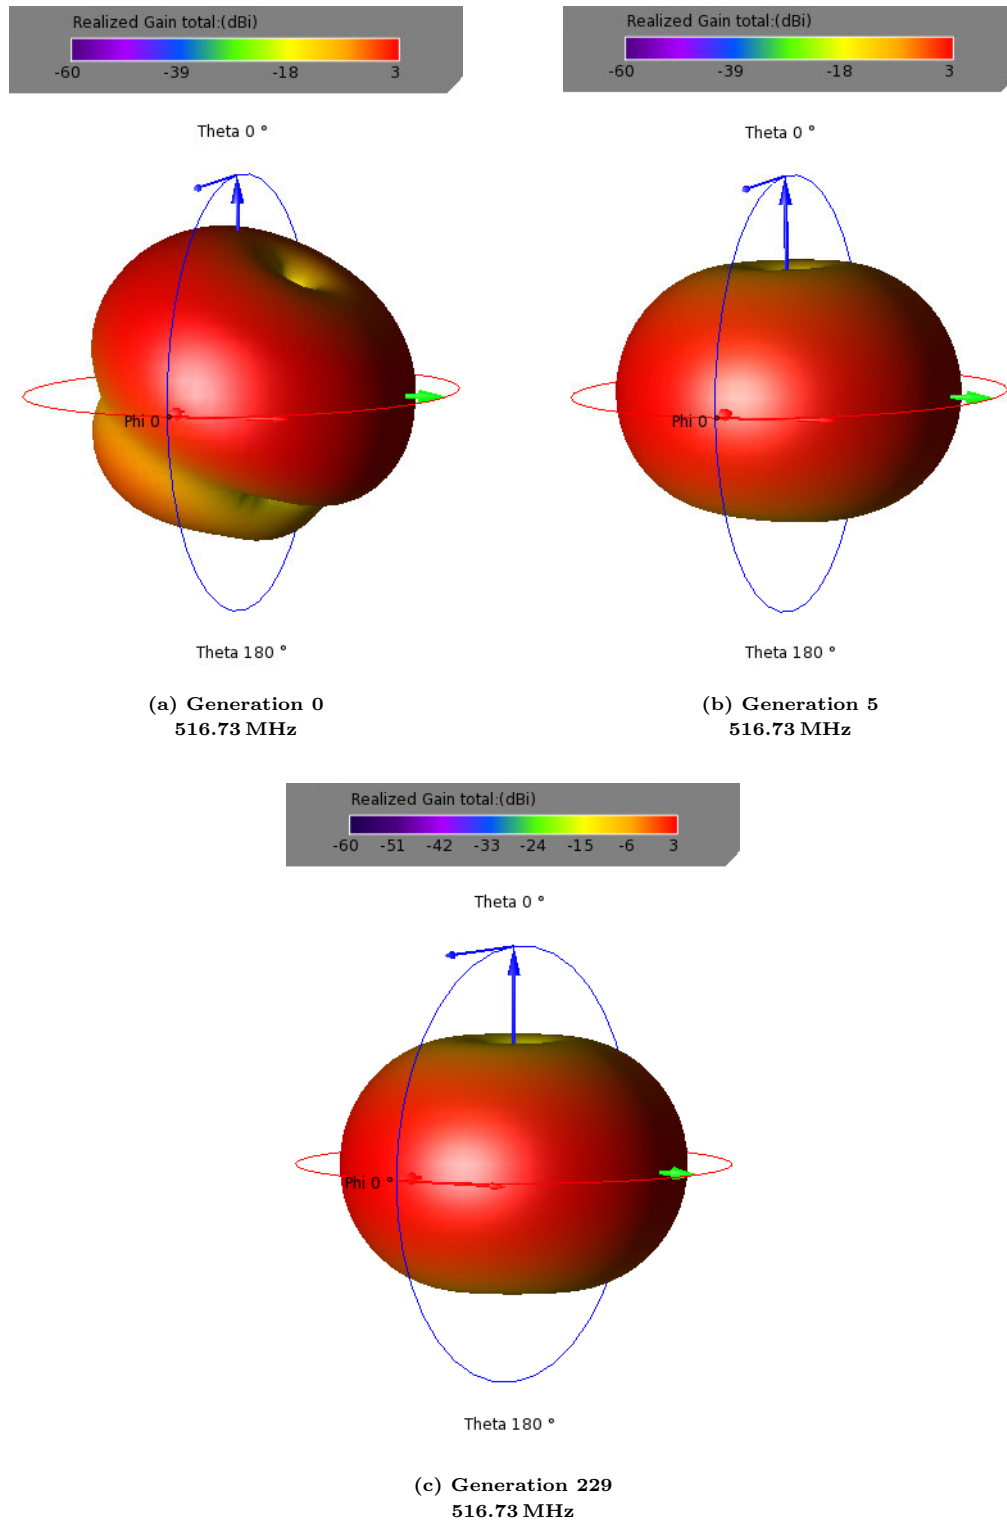 Realized Gain total:(dBi)
-60 -39 -18 3
Theta 0 °
Phi 0
Theta 180 °
(a) Generation 0
516.73 MHz
Realized Gain total:(dBi)
-60 -39 -18 3
Theta 0 °
Phi 0
Theta 180 °
(b) Generation 5
516.73 MHz
Realized Gain total:(dBi)
-60 -51 -42 -33 -24 -15 -6 3
Theta 0 °
Phi 0 °
Theta 180 °
(c) Generation 229
516.73 MHz